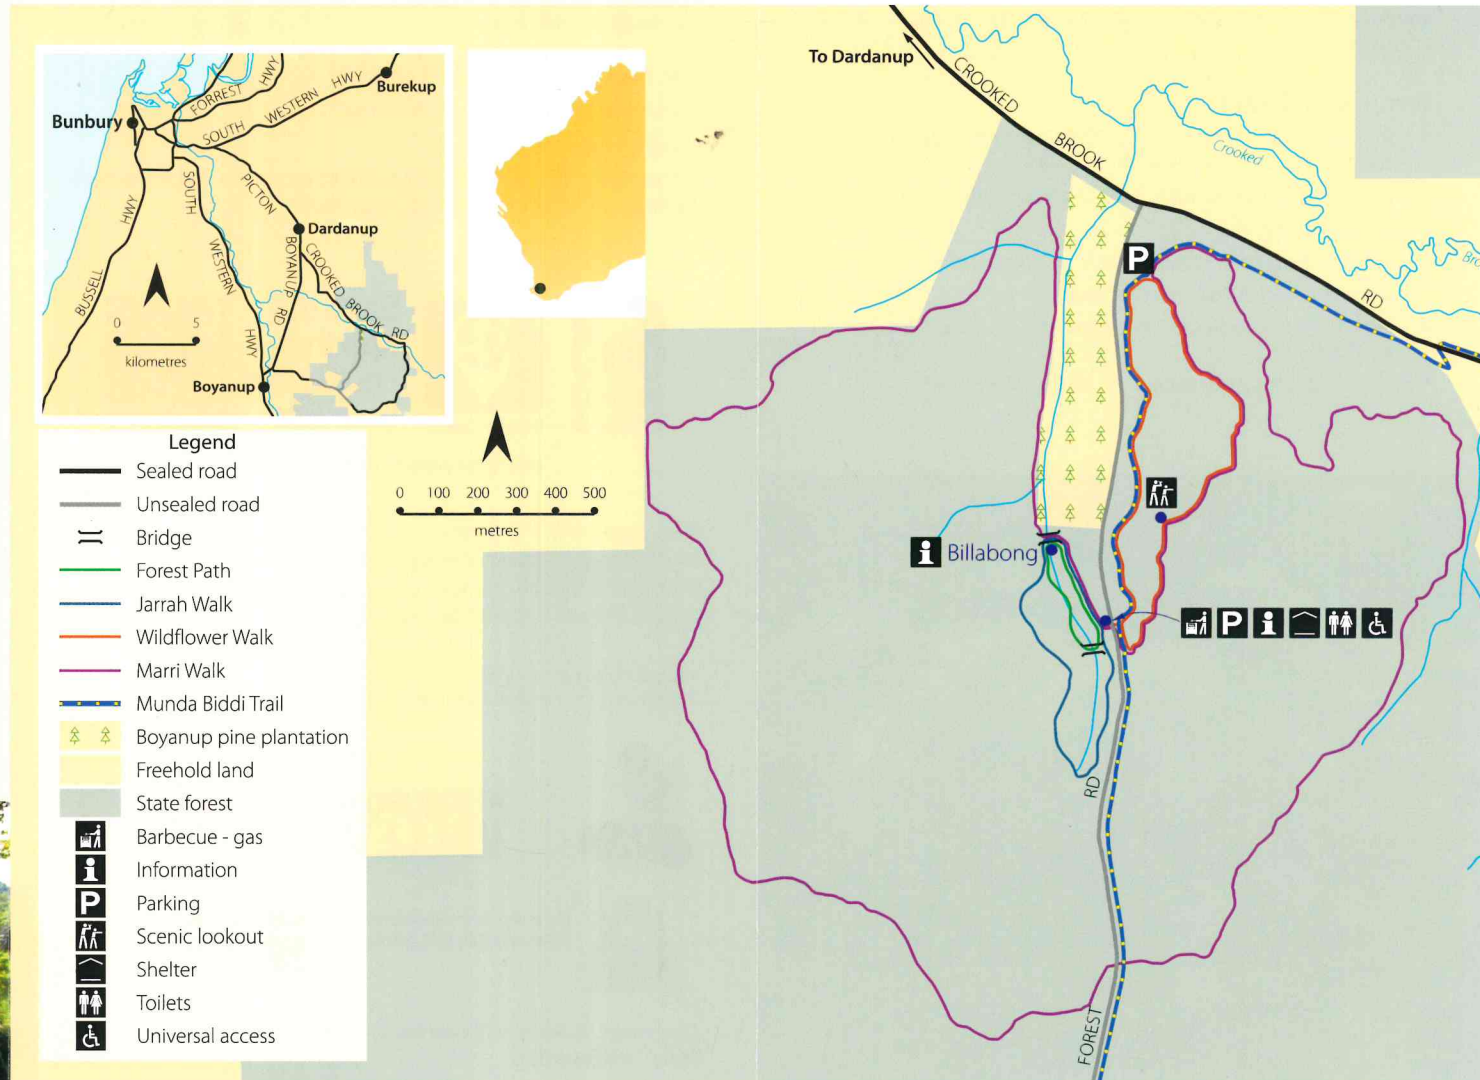 To Dardanup
CROOKED
BROOK
RD
Crooked
Bro
FORREST
HWY
SOUTH
WESTERN
HWY
Burekup
Bunbury
PICTON
SOUTH
WESTERN
HWY
HWY
BUSSELL
Dardanup
BOYANUP
RD
CROOKED
BROOK
RD
0 5
kilometres
Boyanup
Legend
Sealed road
Unsealed road
Bridge
Forest Path
Jarrah Walk
Wildflower Walk
Marri Walk
Munda Biddi Trail
Boyanup pine plantation
Freehold land
State forest
Barbecue - gas
i Information
P Parking
Scenic lookout
Shelter
Toilets
Universal access
0 100 200 300 400 500
metres
P
i Billabong
P i
RD
FOREST